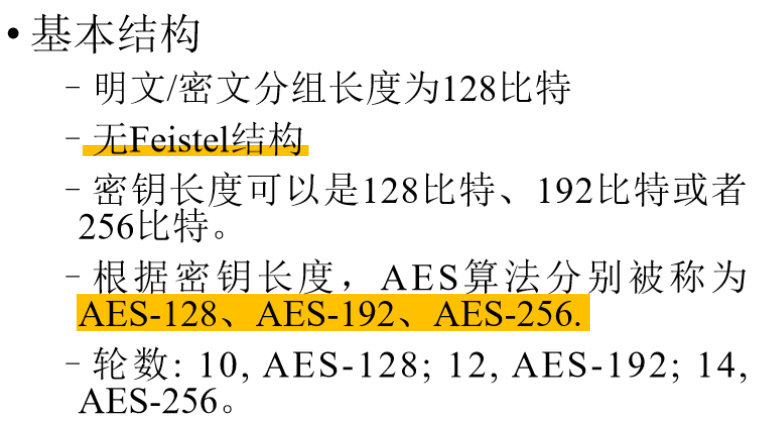 • 基本结构
– 明文/密文分组长度为128比特
– 无Feistel结构
– 密钥长度可以是128比特、192比特或者
256比特。
– 根据密钥长度，AES算法分别被称为
AES-128、AES-192、AES-256.
– 轮数: 10, AES-128; 12, AES-192; 14,
AES-256。